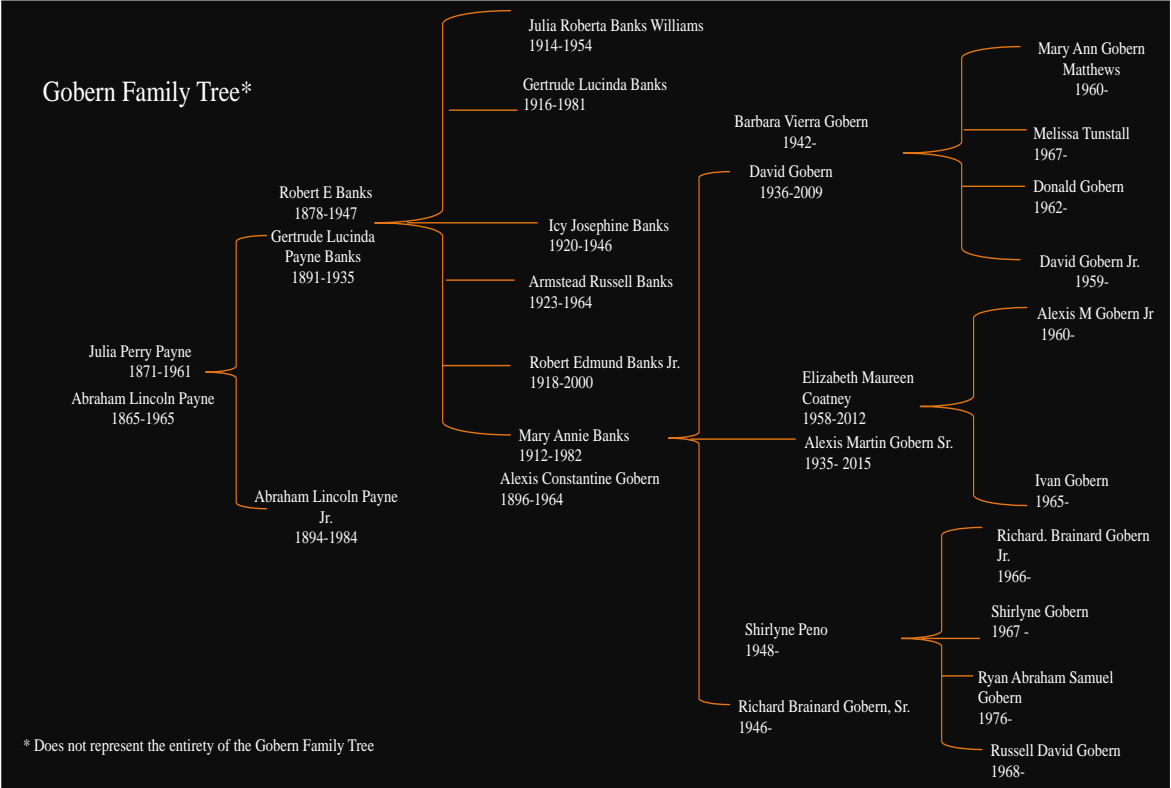 Gobern Family Tree*
Julia Perry Payne
1871-1961
Abraham Lincoln Payne
1865-1965
Robert E Banks
1878-1947
Gertrude Lucinda
Payne Banks
1891-1935
Abraham Lincoln Payne
Jr.
1894-1984
Julia Roberta Banks Williams
1914-1954
Gertrude Lucinda Banks
1916-1981
Icy Josephine Banks
1920-1946
Armstead Russell Banks
1923-1964
Robert Edmund Banks Jr.
1918-2000
Mary Annie Banks
1912-1982
Alexis Constantine Gobern
1896-1964
Barbara Vierra Gobern
1942-
David Gobern
1936-2009
Elizabeth Maureen
Coatney
1958-2012
Alexis Martin Gobern Sr.
1935- 2015
Shirlyne Peno
1948-
Richard Brainard Gobern, Sr.
1946-
Mary Ann Gobern
Matthews
1960-
Melissa Tunstall
1967-
Donald Gobern
1962-
David Gobern Jr.
1959-
Alexis M Gobern Jr
1960-
Ivan Gobern
1965-
Richard. Brainard Gobern
Jr.
1966-
Shirlyne Gobern
1967 -
Ryan Abraham Samuel
Gobern
1976-
Russell David Gobern
1968-
* Does not represent the entirety of the Gobern Family Tree